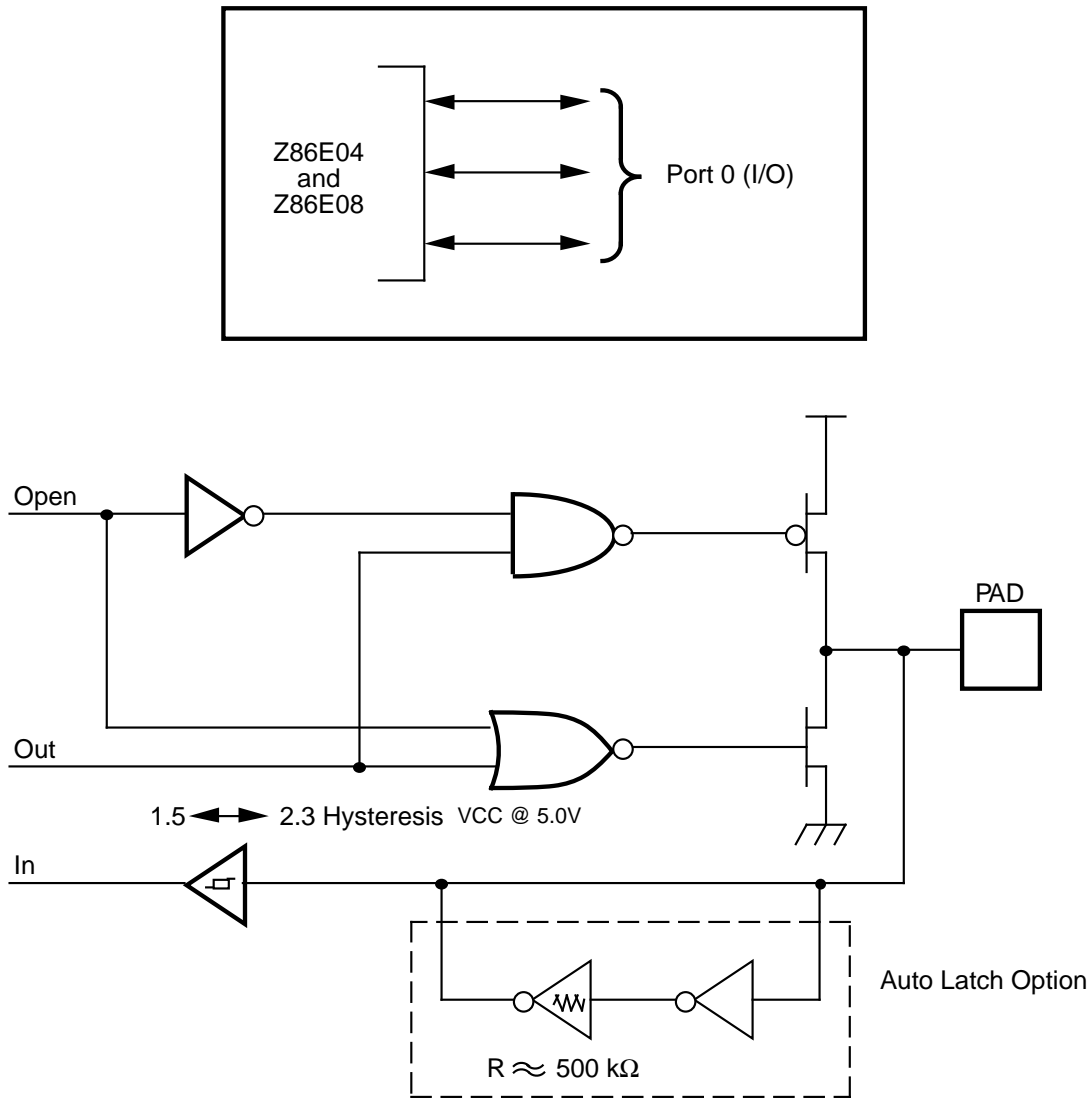 Z86E04
and
Z86E08
Port 0 (I/O)
Open
PAD
Out
1.5 2.3 Hysteresis VCC @ 5.0V
In
Auto Latch Option
R ≈ 500 kΩ